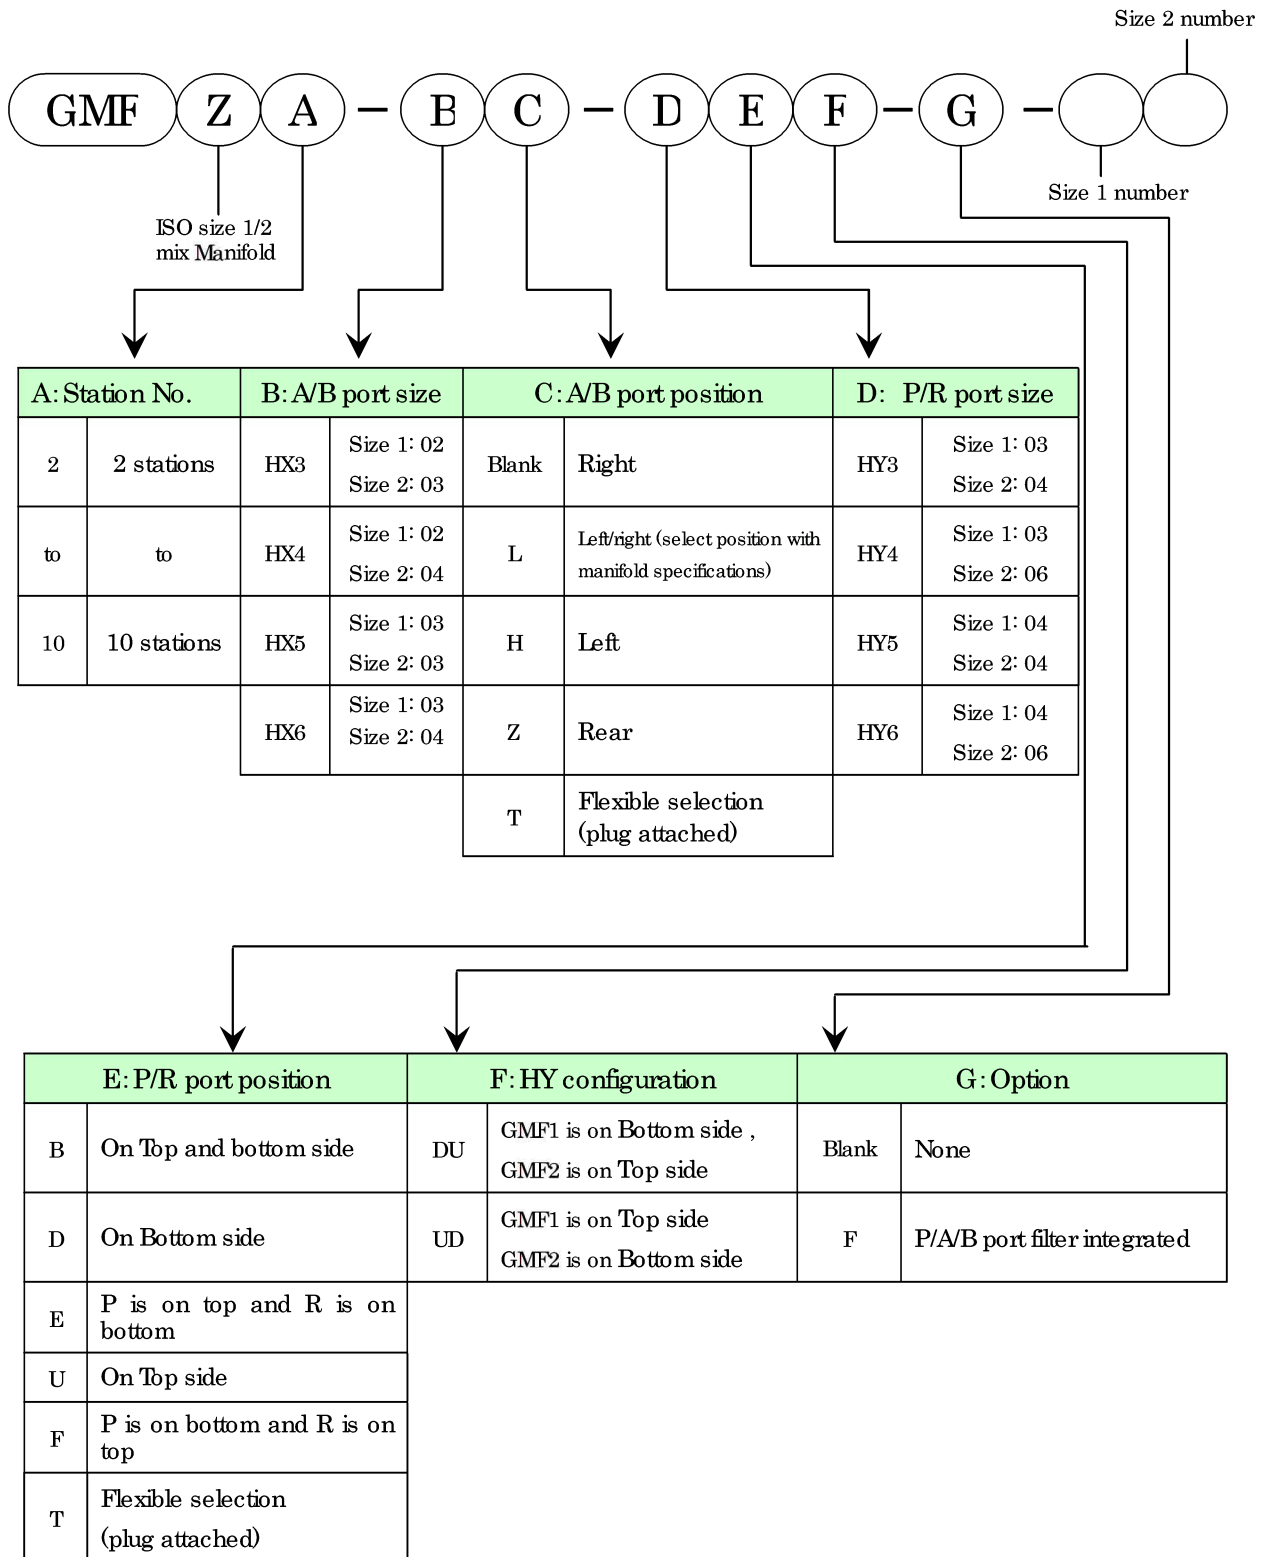 Size 2 number
GMF Z A – B C – D E F – G –
Size 1 number
ISO size 1/2
mix Manifold
A: Station No.
2 2 stations
to to
10 10 stations
B: A/B port size
HX3 Size 1: 02
Size 2: 03
HX4 Size 1: 02
Size 2: 04
HX5 Size 1: 03
Size 2: 03
HX6 Size 1: 03
Size 2: 04
C: A/B port position
Blank Right
L Left/right (select position with
manifold specifications)
H Left
Z Rear
T Flexible selection
(plug attached)
D: P/R port size
HY3 Size 1: 03
Size 2: 04
HY4 Size 1: 03
Size 2: 06
HY5 Size 1: 04
Size 2: 04
HY6 Size 1: 04
Size 2: 06
E: P/R port position
B On Top and bottom side
D On Bottom side
E P is on top and R is on
bottom
U On Top side
F P is on bottom and R is on
top
T Flexible selection
(plug attached)
F: HY configuration
DU GMF1 is on Bottom side ,
GMF2 is on Top side
UD GMF1 is on Top side
GMF2 is on Bottom side
G: Option
Blank None
F P/A/B port filter integrated